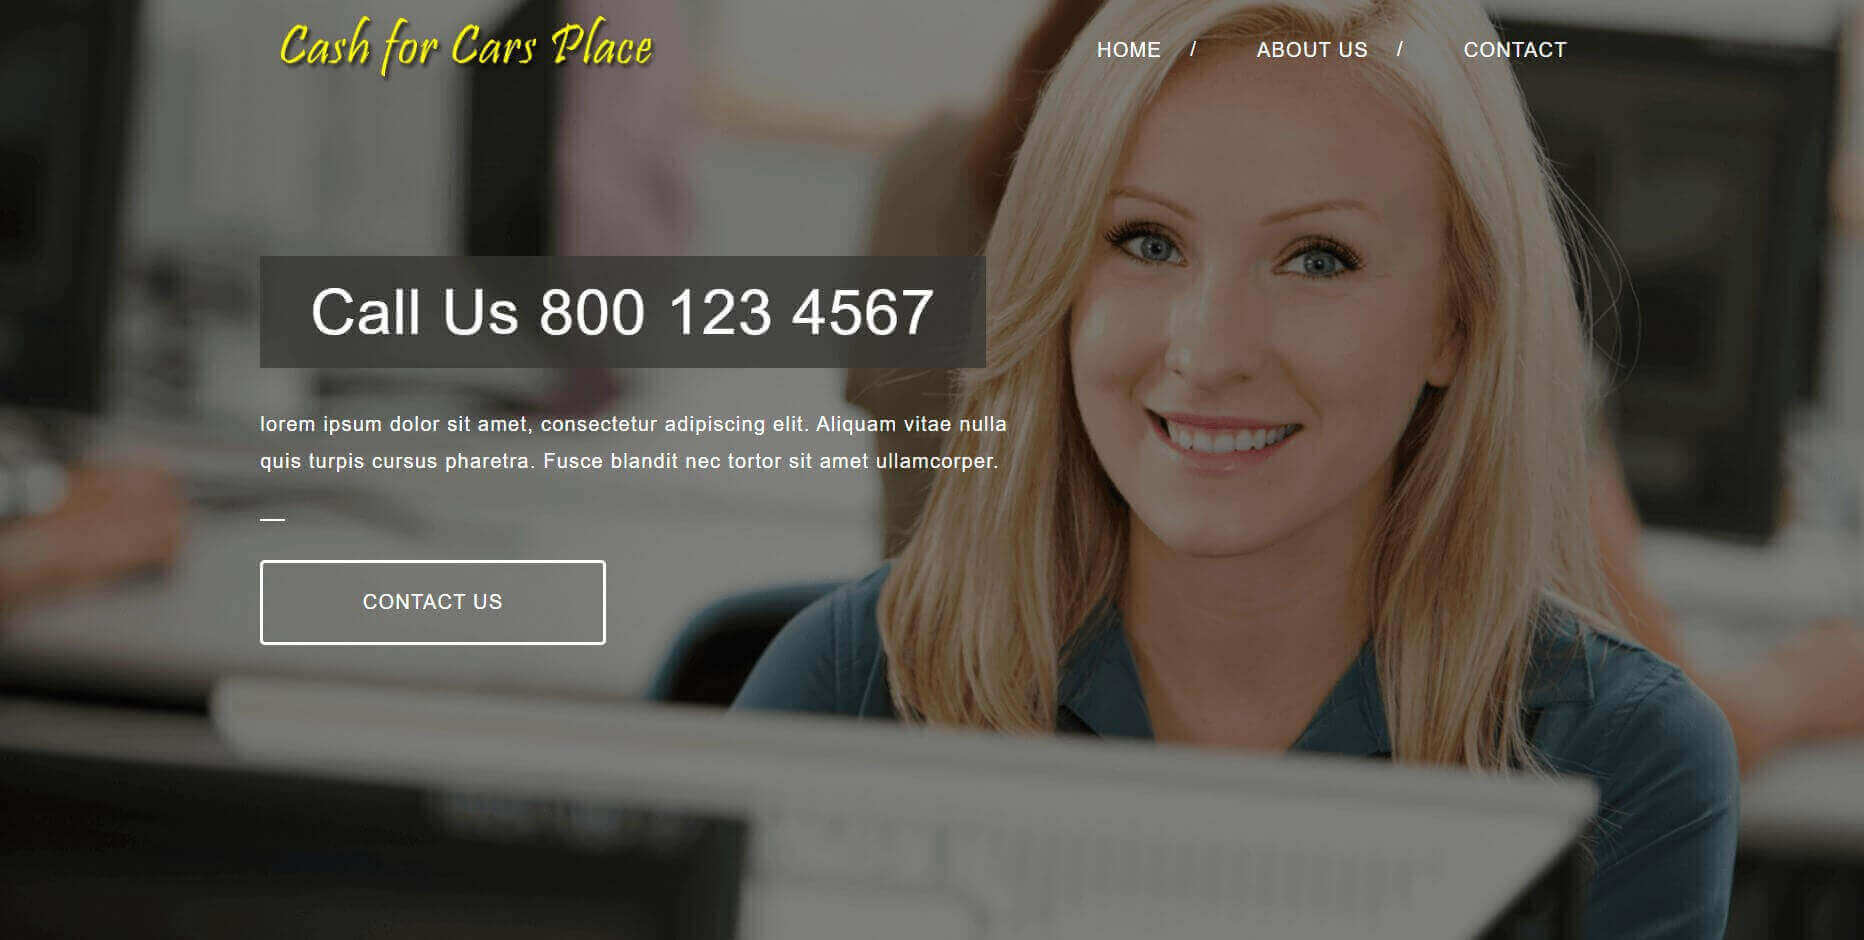 Cash for Cars Place
HOME / ABOUT US / CONTACT
Call Us 800 123 4567
lorem ipsum dolor sit amet, consectetur adipiscing elit. Aliquam vitae nulla
quis turpis cursus pharetra. Fusce blandit nec tortor sit amet ullamcorper.
CONTACT US